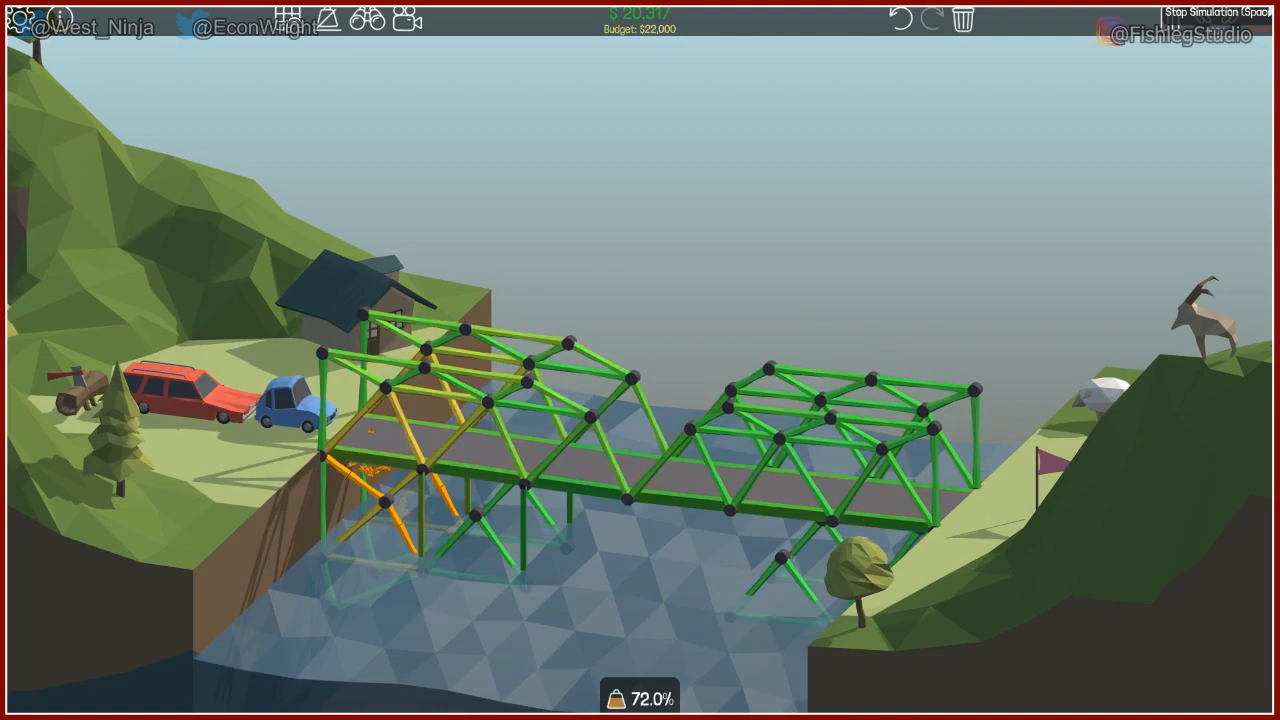 @West_Ninja
@EconWright
$ 20,317
Budget: $22,000
Stop Simulation (Space)
@FishlegStudio
72.0%